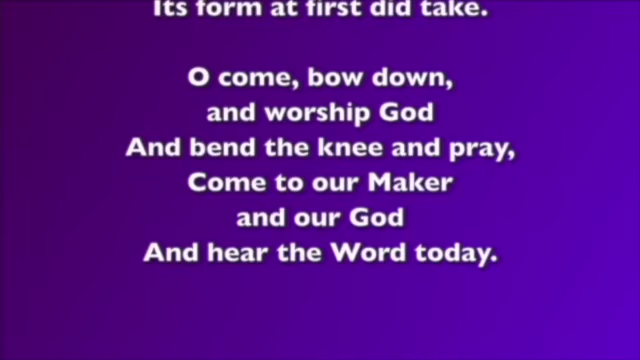 Its form at first did take.
O come, bow down,
and worship God
And bend the knee and pray,
Come to our Maker
and our God
And hear the Word today.